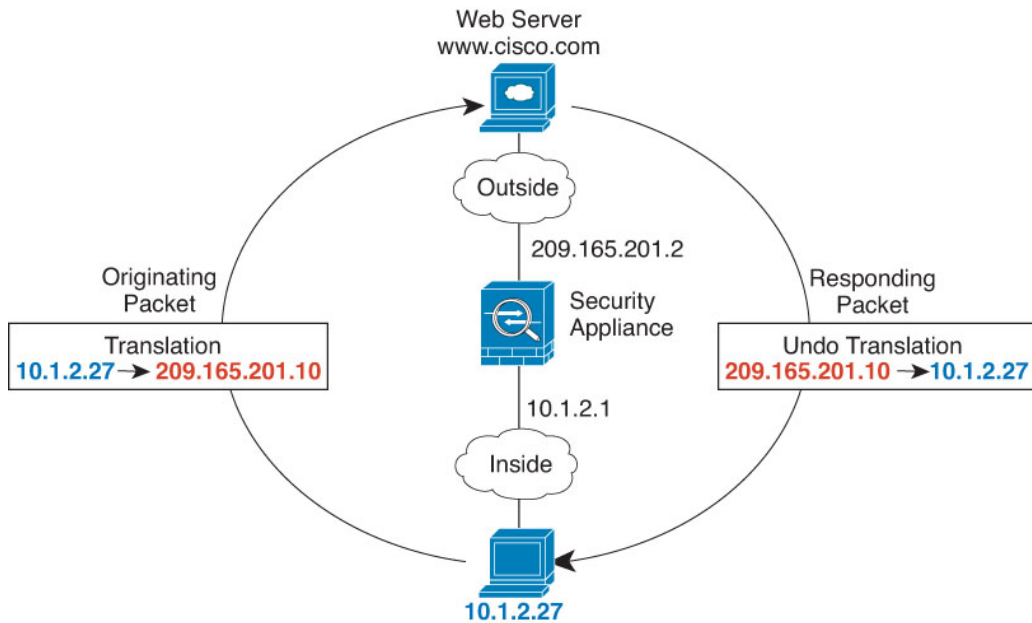 Web Server
www.cisco.com
Outside
209.165.201.2
Originating
Packet
Translation
10.1.2.27 → 209.165.201.10
Security
Appliance
Responding
Packet
Undo Translation
209.165.201.10 → 10.1.2.27
10.1.2.1
Inside
10.1.2.27